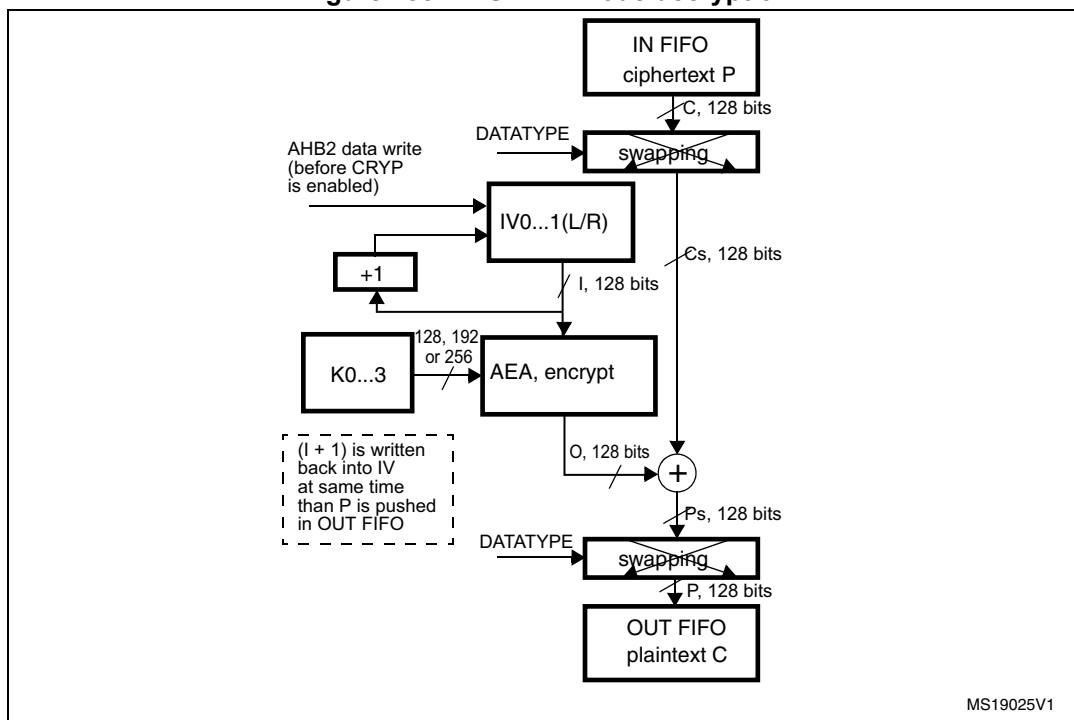 IN FIFO
ciphertext P
C, 128 bits
DATATYPE
swapping
AHB2 data write
(before CRYP
is enabled)
IV0...1(L/R)
Cs, 128 bits
+1
I, 128 bits
128, 192
or 256
K0...3
AEA, encrypt
(I + 1) is written
back into IV
at same time
than P is pushed
in OUT FIFO
O, 128 bits
+
Ps, 128 bits
DATATYPE
swapping
P, 128 bits
OUT FIFO
plaintext C
MS19025V1